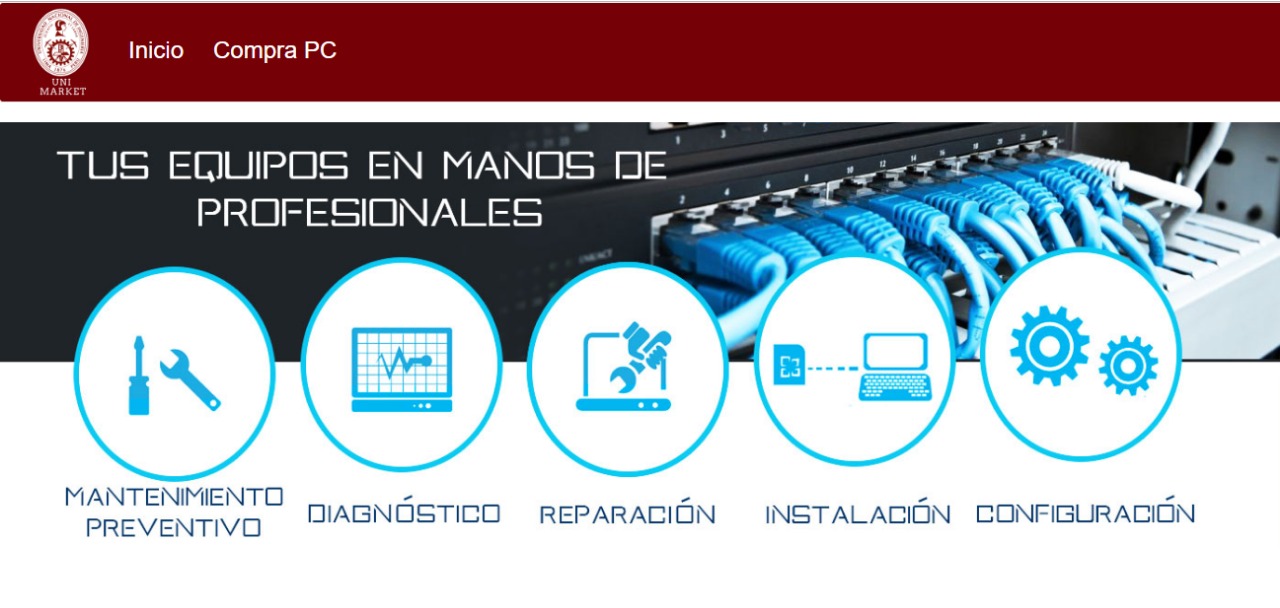 UNI
MARKET
Inicio Compra PC
TUS EQUIPOS EN MANOS DE
PROFESIONALES
MANTENIMIENTO
PREVENTIVO
DIAGNÓSTICO
REPARACIÓN
INSTALACIÓN
CONFIGURACIÓN